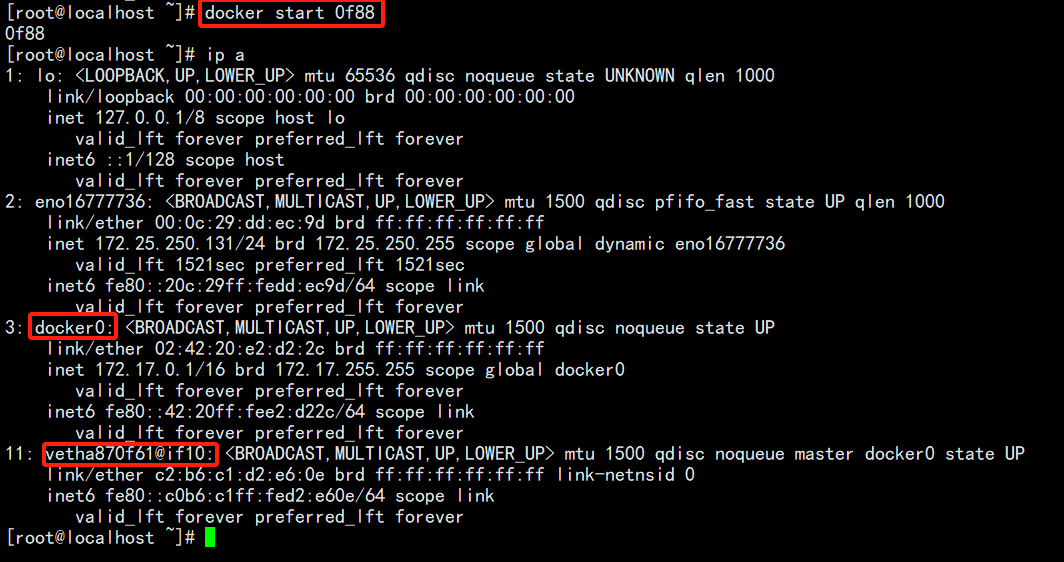 [root@localhost ~]# docker start 0f88
0f88
[root@localhost ~]# ip a
1: lo: <LOOPBACK,UP,LOWER_UP> mtu 65536 qdisc noqueue state UNKNOWN qlen 1000
    link/loopback 00:00:00:00:00:00 brd 00:00:00:00:00:00
    inet 127.0.0.1/8 scope host lo
       valid_lft forever preferred_lft forever
    inet6 ::1/128 scope host
       valid_lft forever preferred_lft forever
2: eno16777736: <BROADCAST,MULTICAST,UP,LOWER_UP> mtu 1500 qdisc pfifo_fast state UP qlen 1000
    link/ether 00:0c:29:dd:ec:9d brd ff:ff:ff:ff:ff:ff
    inet 172.25.250.131/24 brd 172.25.250.255 scope global dynamic eno16777736
       valid_lft 1521sec preferred_lft 1521sec
    inet6 fe80::20c:29ff:fedd:ec9d/64 scope link
       valid_lft forever preferred_lft forever
3: docker0: <BROADCAST,MULTICAST,UP,LOWER_UP> mtu 1500 qdisc noqueue state UP
    link/ether 02:42:20:e2:d2:2c brd ff:ff:ff:ff:ff:ff
    inet 172.17.0.1/16 brd 172.17.255.255 scope global docker0
       valid_lft forever preferred_lft forever
    inet6 fe80::42:20ff:fee2:d22c/64 scope link
       valid_lft forever preferred_lft forever
11: vetha870f61@if10: <BROADCAST,MULTICAST,UP,LOWER_UP> mtu 1500 qdisc noqueue master docker0 state UP
    link/ether c2:b6:c1:d2:e6:0e brd ff:ff:ff:ff:ff:ff link-netnsid 0
    inet6 fe80::c0b6:c1ff:fed2:e60e/64 scope link
       valid_lft forever preferred_lft forever
[root@localhost ~]#